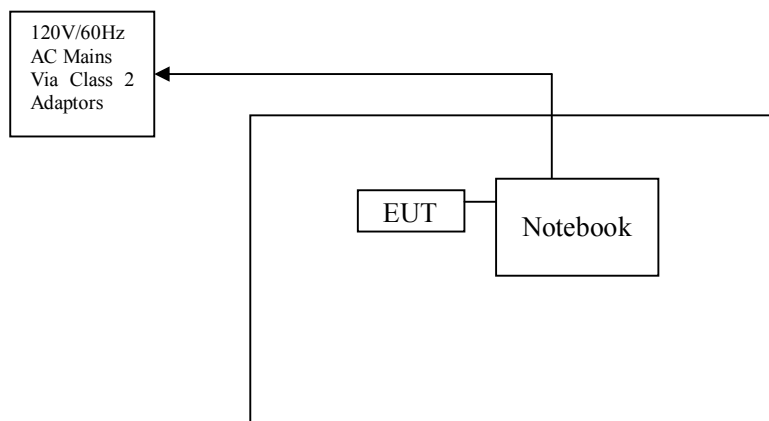 120V/60Hz
AC Mains
Via Class 2
Adaptors
EUT
Notebook